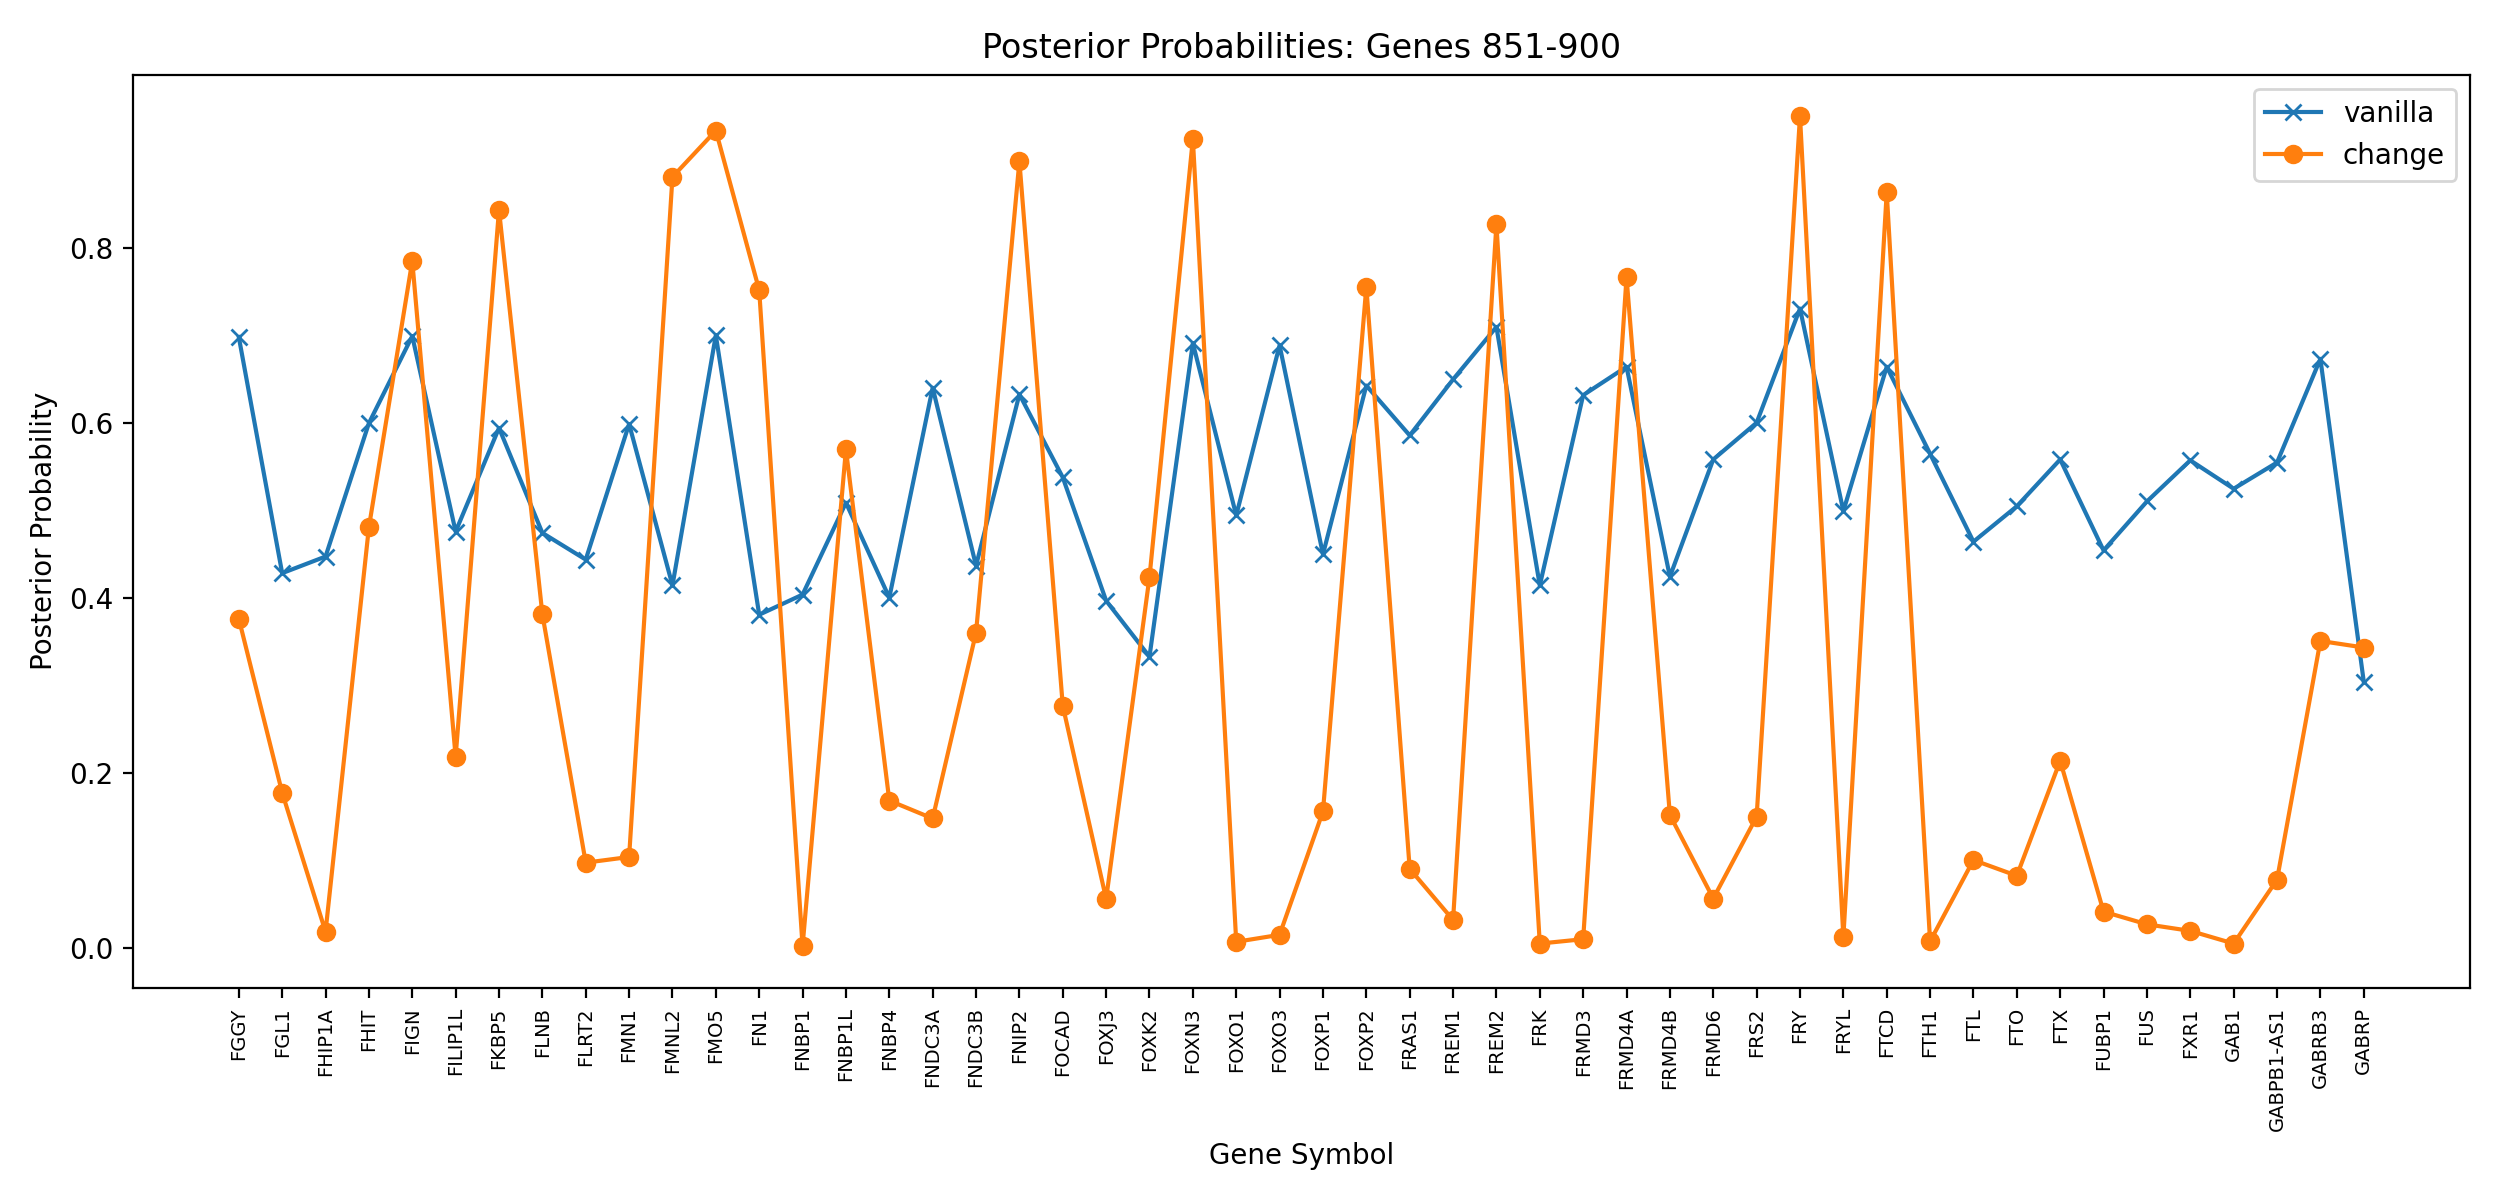 Posterior Probabilities: Genes 851-900
vanilla
change
Posterior Probability
0.8
0.6
0.4
0.2
0.0
FGGY
FGL1
FHIP1A
FHIT
FIGN
FILIP1L
FKBP5
FLNB
FLRT2
FMN1
FMNL2
FMO5
FN1
FNBP1
FNBP1L
FNBP4
FNDC3A
FNDC3B
FNIP2
FOCAD
FOXJ3
FOXK2
FOXN3
FOXO1
FOXO3
FOXP1
FOXP2
FRAS1
FREM1
FREM2
FRK
FRMD3
FRMD4A
FRMD4B
FRMD6
FRS2
FRY
FRYL
FTCD
FTH1
FTL
FTO
FTX
FUBP1
FUS
FXR1
GAB1
GABPB1-AS1
GABRB3
GABRP
Gene Symbol